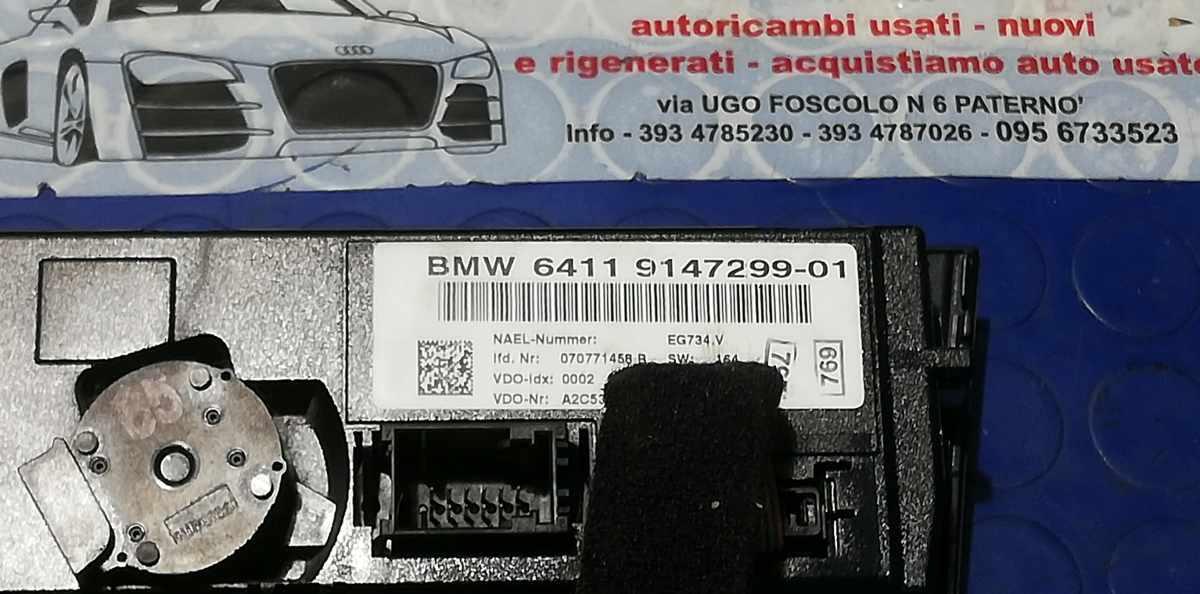 autoricambi usati - nuovi
e rigenerati - acquistiamo auto usate
via UGO FOSCOLO N 6 PATERNO'
Info - 393 4785230 - 393 4787026 - 095 6733523
BMW 6411 9147299-01
NAEL-Nummer: EG734.V
lfd. Nr: 070771458 B SW: 164
VDO-Idx: 0002
VDO-Nr: A2C53
769